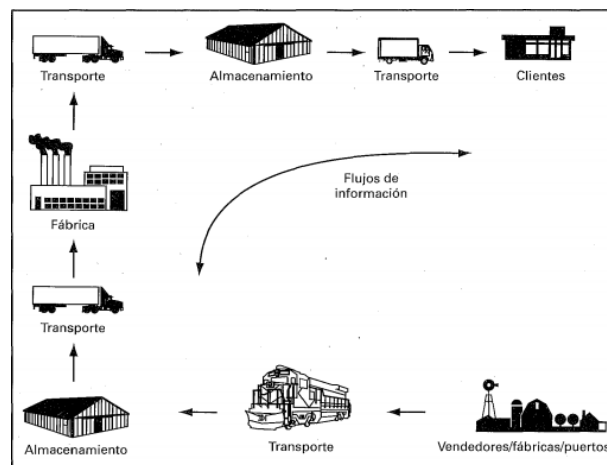 Transporte
Almacenamiento
Transporte
Clientes
Flujos de
información
Fábrica
Transporte
Almacenamiento
Transporte
Vendedores/fábricas/puertos